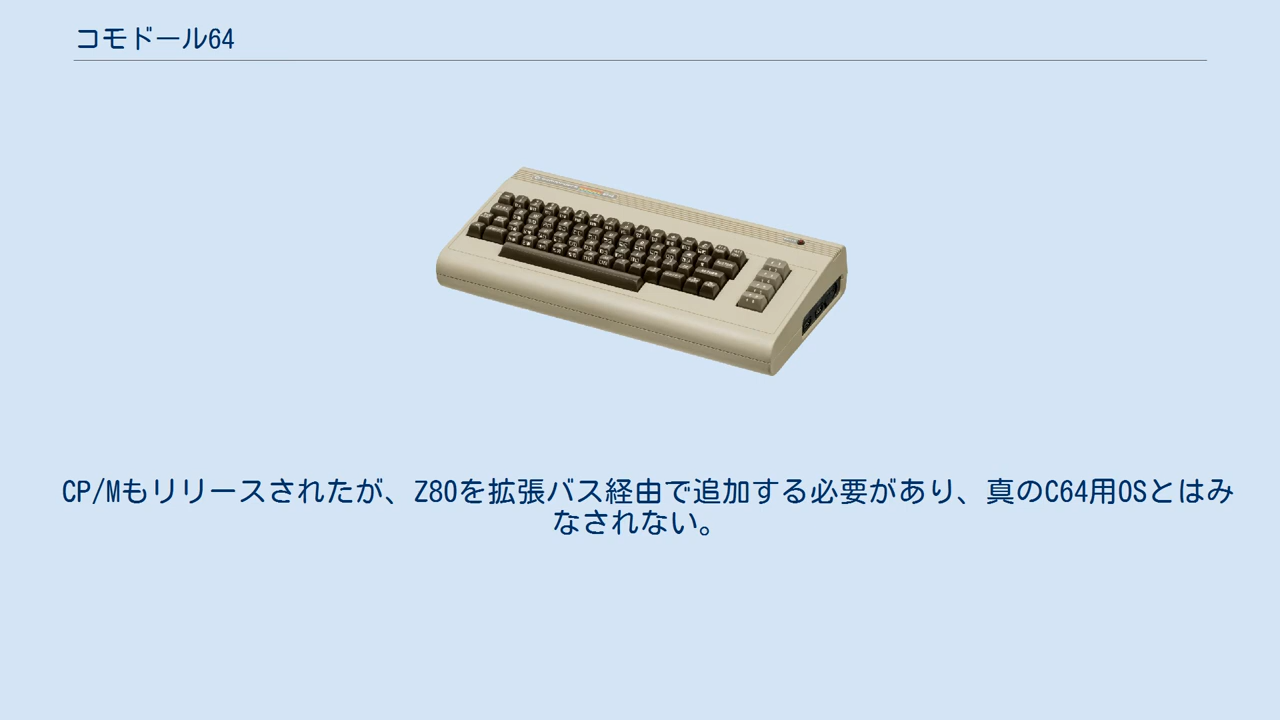 コモドール64
CP/Mもリリースされたが、Z80を拡張バス経由で追加する必要があり、真のC64用OSとはみ
なされない。